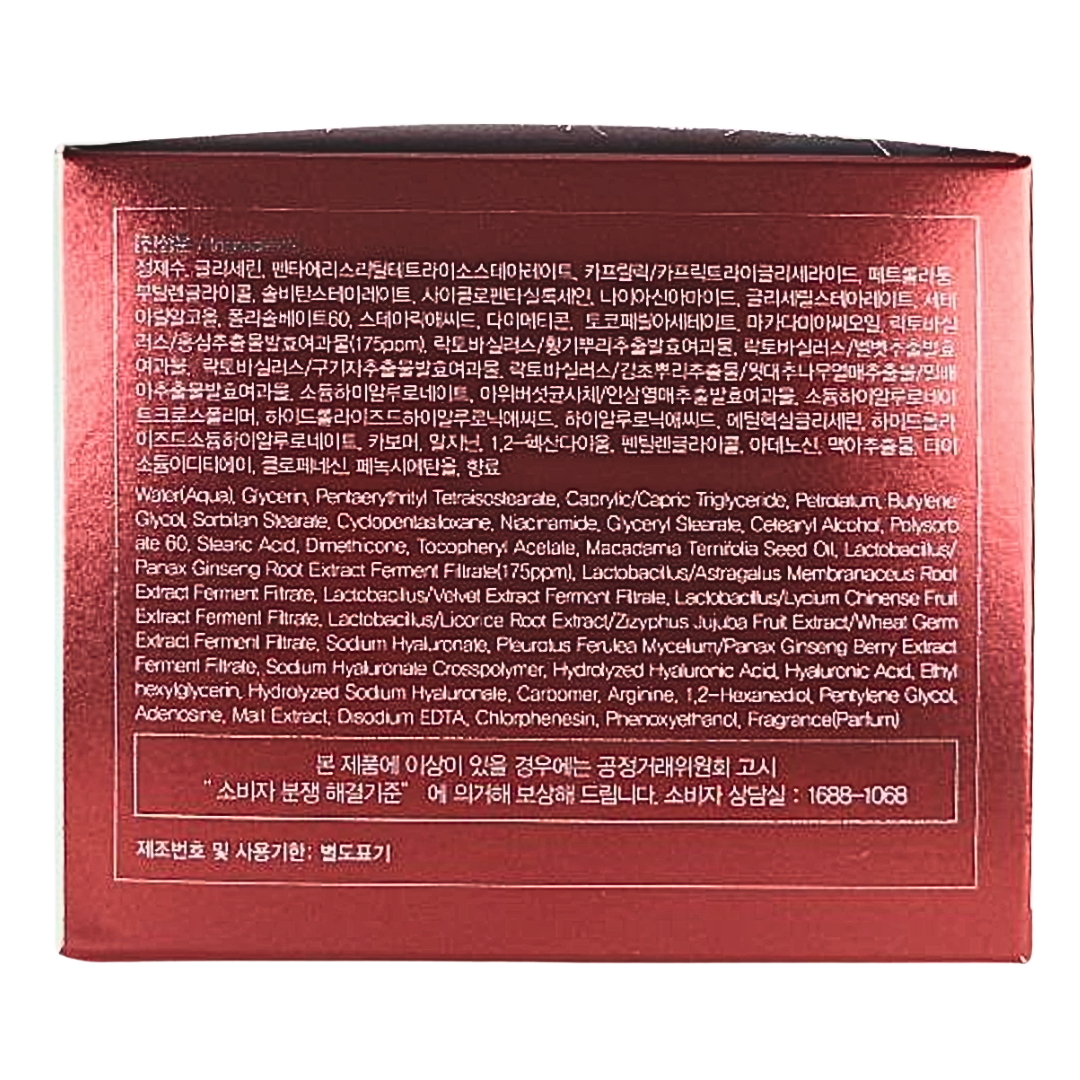 [전성분 / Ingredients]
정제수, 글리세린, 펜타에리스리틸테트라이소스테아레이트, 카프릴릭/카프릭트라이글리세라이드, 페트롤라툼
부틸렌글라이콜, 솔비탄스테이레이트, 사이클로펜타실록세인, 나이아신아마이드, 글리세릴스테아레이트, 세테
아릴알코올, 폴리솔베이트60, 스테아릭애씨드, 다이메티콘, 토코페릴아세테이트, 마카다미아씨오일, 락토바실
러스/홍삼추출물발효여과물(175ppm), 락토바실러스/황기뿌리추출발효여과물, 락토바실러스/벨벳추출발효
여과물, 락토바실러스/구기자추출물발효여과물, 락토바실러스/감초뿌리추출물/잇대추나무열매추출물/밀배
아추출물발효여과물, 소듐하이알루로네이트, 아위버섯균사체/인삼열매추출발효여과물, 소듐하이알루로네이
트크로스폴리머, 하이드롤라이즈드하이알루로닉애씨드, 하이알루로닉애씨드, 에틸헥실글리세린, 하이드롤라
이즈드소듐하이알루로네이트, 카보머, 알지닌, 1,2-헥산다이올, 펜틸렌글라이콜, 아데노신, 맥아추출물, 다이
소듐이디티에이, 클로페네신, 페녹시에탄올, 향료
Water(Aqua), Glycerin, Pentaerythrityl Tetraisostearate, Caprylic/Capric Triglyceride, Petrolatum, Butylene
Glycol, Sorbitan Stearate, Cyclopentasiloxane, Niacinamide, Glyceryl Stearate, Cetearyl Alcohol, Polysorb
ate 60, Stearic Acid, Dimethicone, Tocopheryl Acetate, Macadamia Ternifolia Seed Oil, Lactobacillus/
Panax Ginseng Root Extract Ferment Filtrate(175ppm), Lactobacillus/Astragalus Membranaceus Root
Extract Ferment Filtrate, Lactobacillus/Velvet Extract Ferment Filtrate, Lactobacillus/Lycium Chinense Fruit
Extract Ferment Filtrate, Lactobacillus/Licorice Root Extract/Zizyphus Jujuba Fruit Extract/Wheat Germ
Extract Ferment Filtrate, Sodium Hyaluronate, Pleurotus Ferulea Mycelium/Panax Ginseng Berry Extract
Ferment Filtrate, Sodium Hyaluronate Crosspolymer, Hydrolyzed Hyaluronic Acid, Hyaluronic Acid, Ethyl
hexylglycerin, Hydrolyzed Sodium Hyaluronate, Carbomer, Arginine, 1,2-Hexanediol, Pentylene Glycol,
Adenosine, Malt Extract, Disodium EDTA, Chlorphenesin, Phenoxyethanol, Fragrance(Parfum)
본 제품에 이상이 있을 경우에는 공정거래위원회 고시
"소비자 분쟁 해결기준" 에 의거해 보상해 드립니다. 소비자 상담실 : 1688-1068
제조번호 및 사용기한: 별도표기